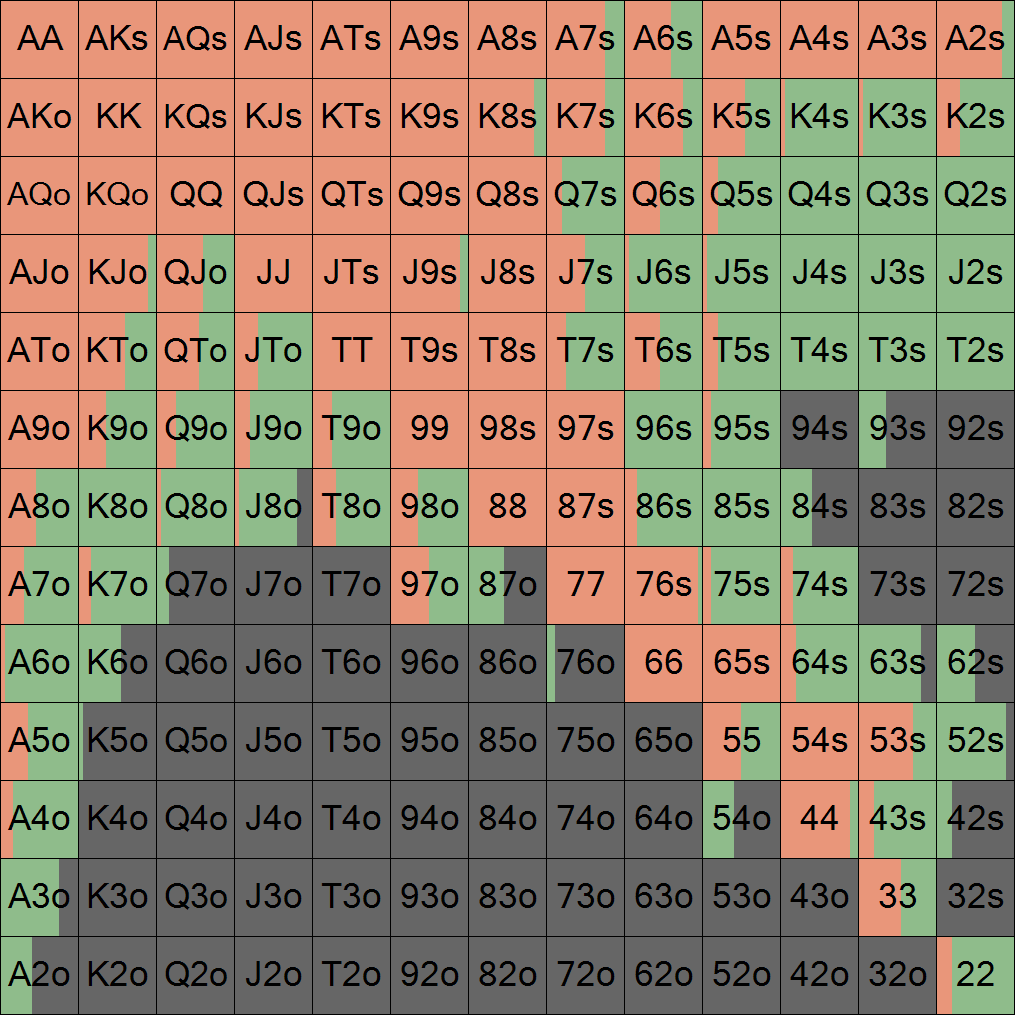 AA AKs AQs AJs ATs A9s A8s A7s A6s A5s A4s A3s A2s
AKo KK KQs KJs KTs K9s K8s K7s K6s K5s K4s K3s K2s
AQo KQo QQ QJs QTs Q9s Q8s Q7s Q6s Q5s Q4s Q3s Q2s
AJo KJo QJo JJ JTs J9s J8s J7s J6s J5s J4s J3s J2s
ATo KTo QTo JTo TT T9s T8s T7s T6s T5s T4s T3s T2s
A9o K9o Q9o J9o T9o 99 98s 97s 96s 95s 94s 93s 92s
A8o K8o Q8o J8o T8o 98o 88 87s 86s 85s 84s 83s 82s
A7o K7o Q7o J7o T7o 97o 87o 77 76s 75s 74s 73s 72s
A6o K6o Q6o J6o T6o 96o 86o 76o 66 65s 64s 63s 62s
A5o K5o Q5o J5o T5o 95o 85o 75o 65o 55 54s 53s 52s
A4o K4o Q4o J4o T4o 94o 84o 74o 64o 54o 44 43s 42s
A3o K3o Q3o J3o T3o 93o 83o 73o 63o 53o 43o 33 32s
A2o K2o Q2o J2o T2o 92o 82o 72o 62o 52o 42o 32o 22